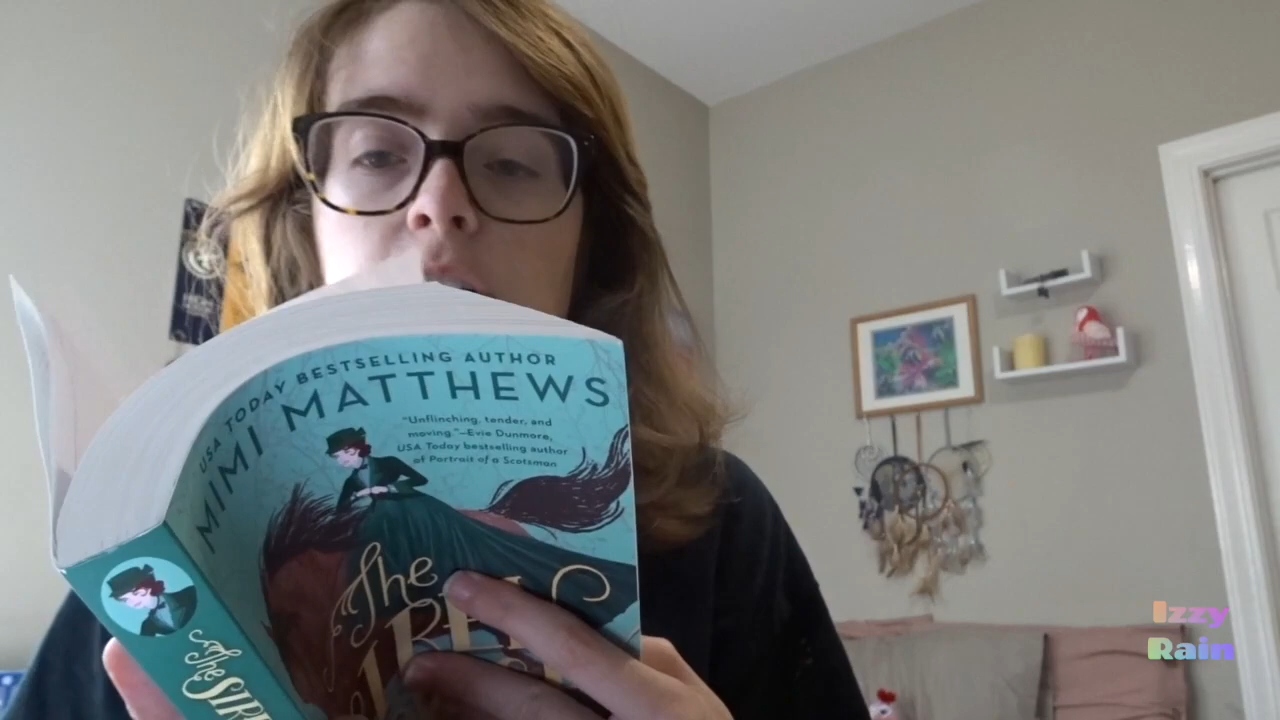 USA TODAY BESTSELLING AUTHOR
MIMI MATTHEWS
"Unflinching, tender, and
moving."—Evie Dunmore,
USA Today bestselling author
of Portrait of a Scotsman
The
The
Izzy
Rain